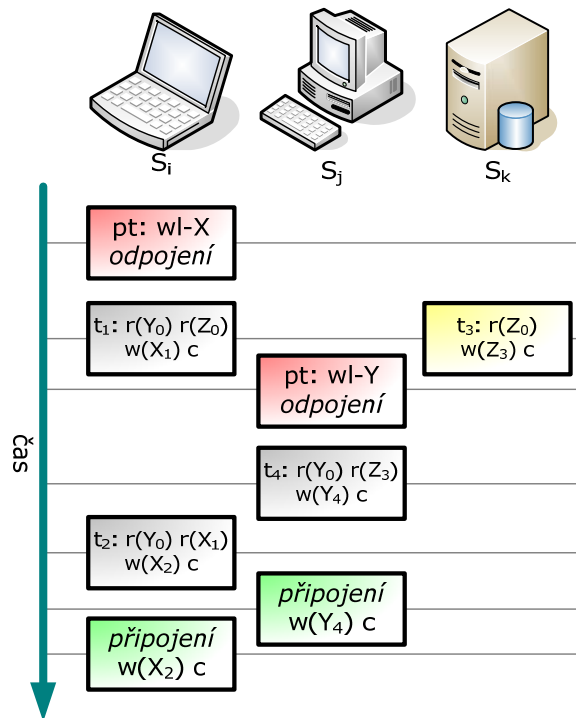 Si
Sj
Sk
čas
pt: wl-X
odpojení
t1: r(Y0) r(Z0)
w(X1) c
t3: r(Z0)
w(Z3) c
pt: wl-Y
odpojení
t4: r(Y0) r(Z3)
w(Y4) c
t2: r(Y0) r(X1)
w(X2) c
připojení
w(Y4) c
připojení
w(X2) c